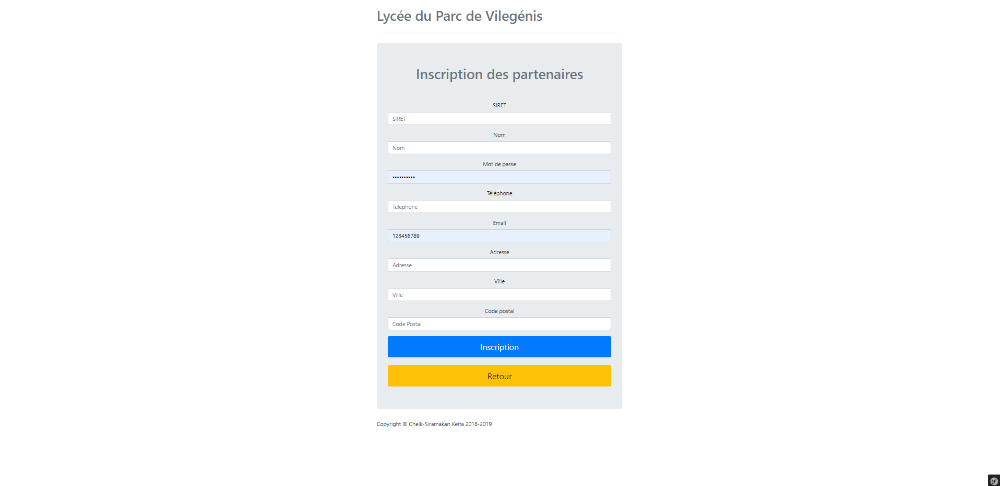 Lycée du Parc de Vilegénis
Inscription des partenaires
SIRET
SIRET
Nom
Nom
Mot de passe
••••••••••
Téléphone
Telephone
Email
123456789
Adresse
Adresse
Ville
Ville
Code postal
Code Postal
Inscription
Retour
Copyright © Cheik-Siramakan Keita 2018-2019
sf